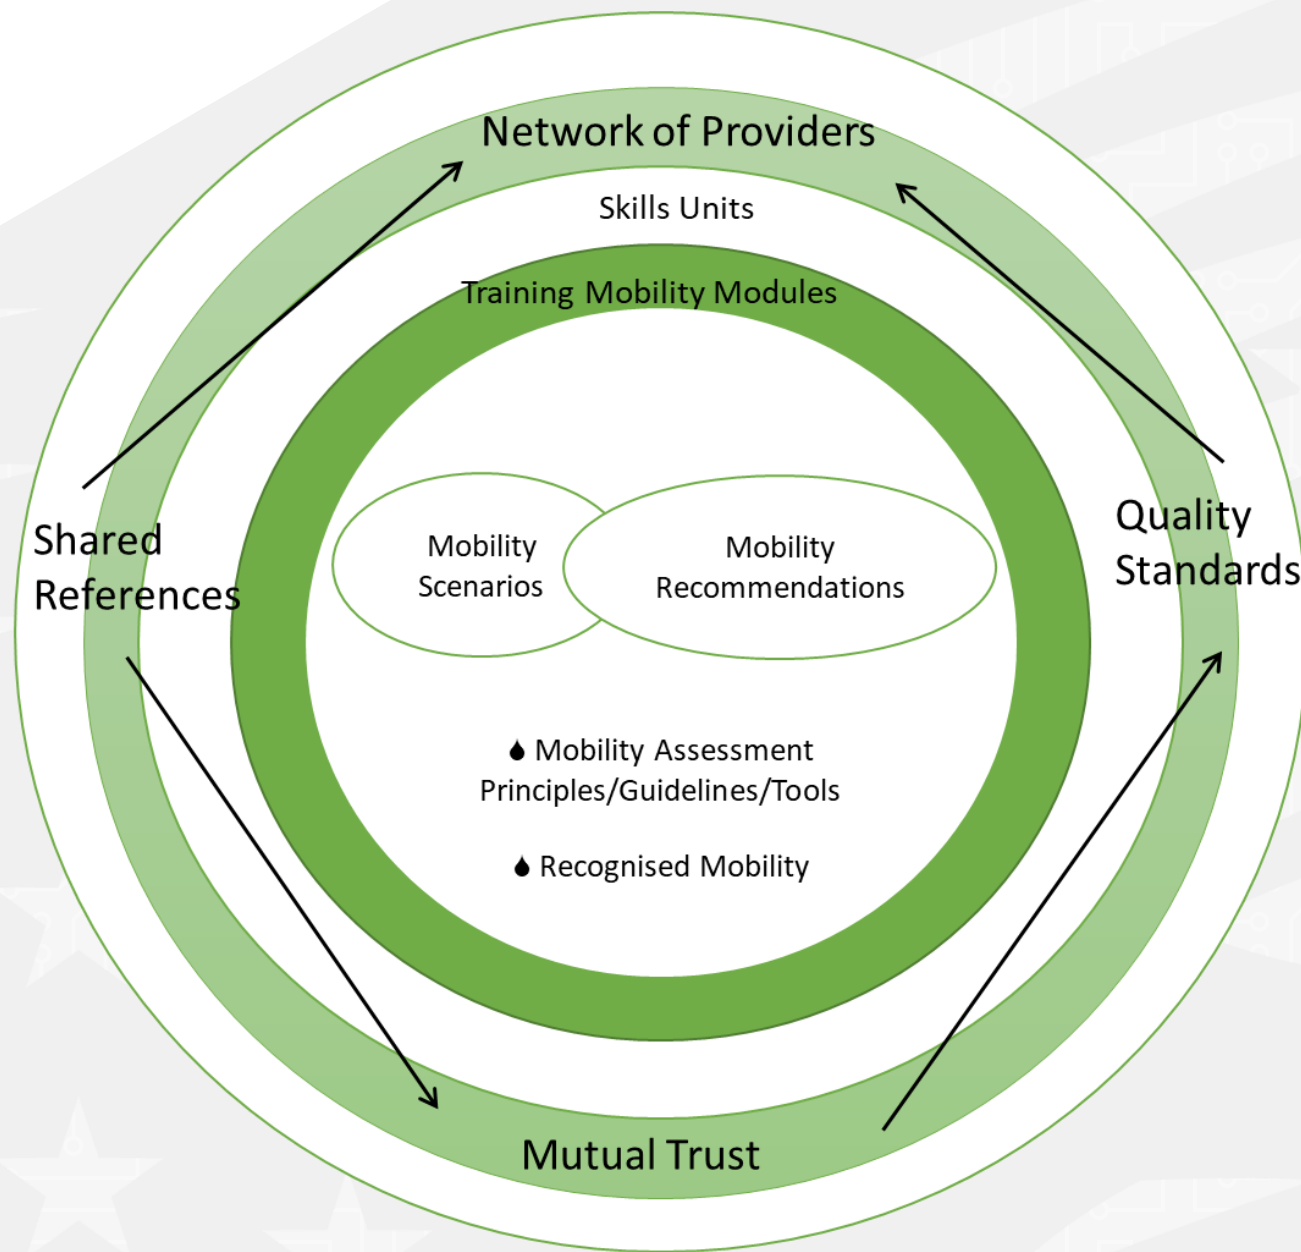 Network of Providers
Skills Units
Training Mobility Modules
Shared
References
Mobility
Scenarios
Mobility
Recommendations
Quality
Standards
Mobility Assessment
Principles/Guidelines/Tools
Recognised Mobility
Mutual Trust